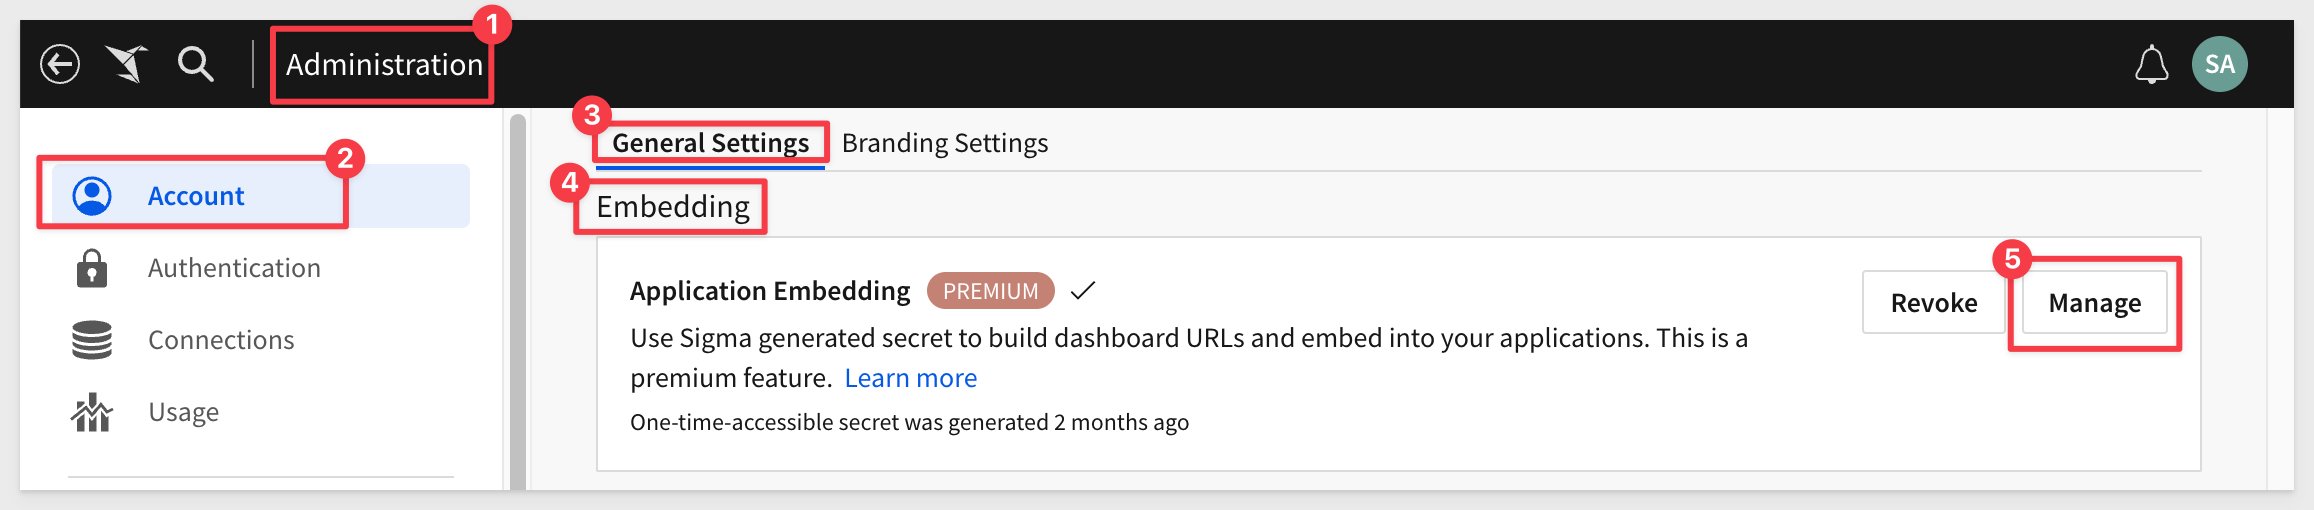 1
Administration
SA
2
Account
Authentication
Connections
Usage
3
General Settings
Branding Settings
4
Embedding
Application Embedding PREMIUM
Use Sigma generated secret to build dashboard URLs and embed into your applications. This is a
premium feature. Learn more
One-time-accessible secret was generated 2 months ago
Revoke
5
Manage